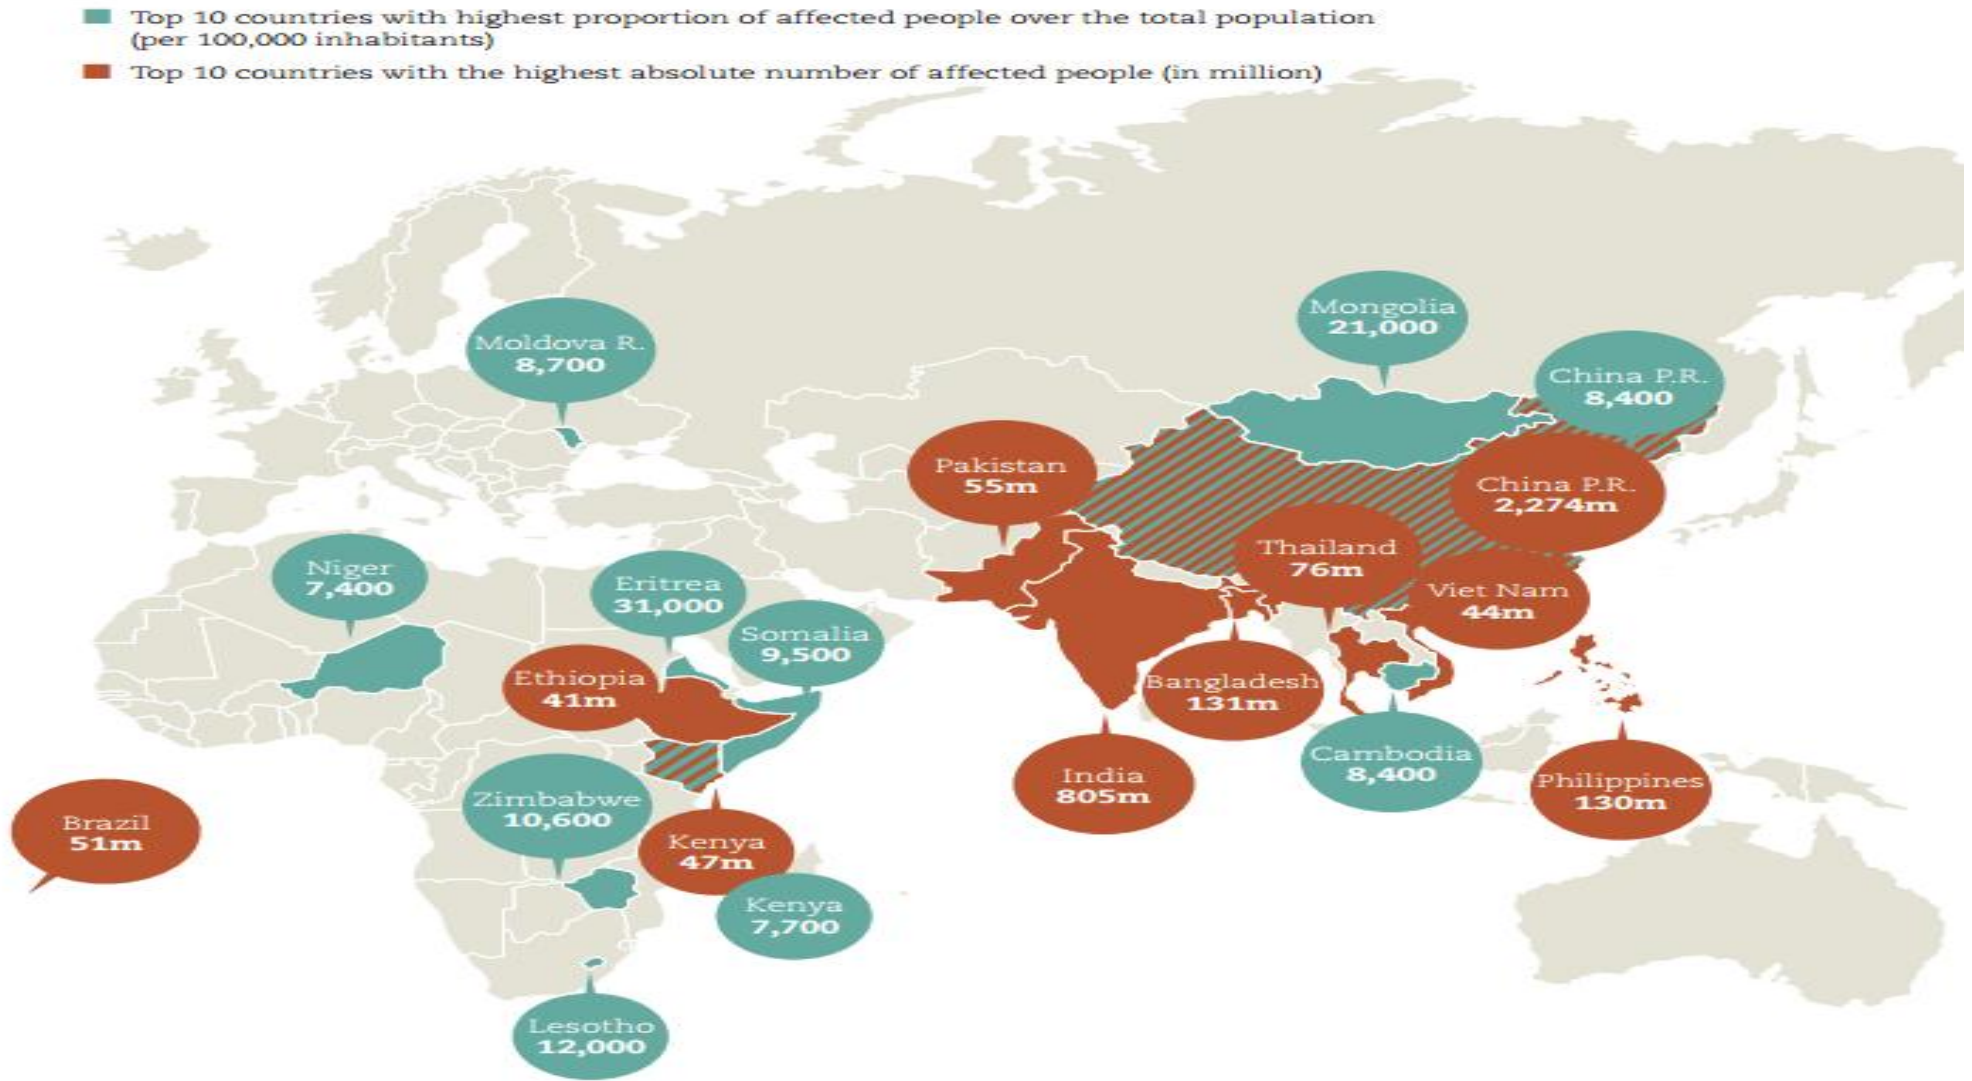 Top 10 countries with highest proportion of affected people over the total population
(per 100,000 inhabitants)
Top 10 countries with the highest absolute number of affected people (in million)
Mongolia
21,000
Moldova R.
8,700
China P.R.
8,400
Pakistan
55m
China P.R.
2,274m
Thailand
76m
Niger
7,400
Eritrea
31,000
Viet Nam
44m
Somalia
9,500
Ethiopia
41m
Bangladesh
131m
Cambodia
8,400
India
805m
Philippines
130m
Zimbabwe
10,600
Brazil
51m
Kenya
47m
Kenya
7,700
Lesotho
12,000